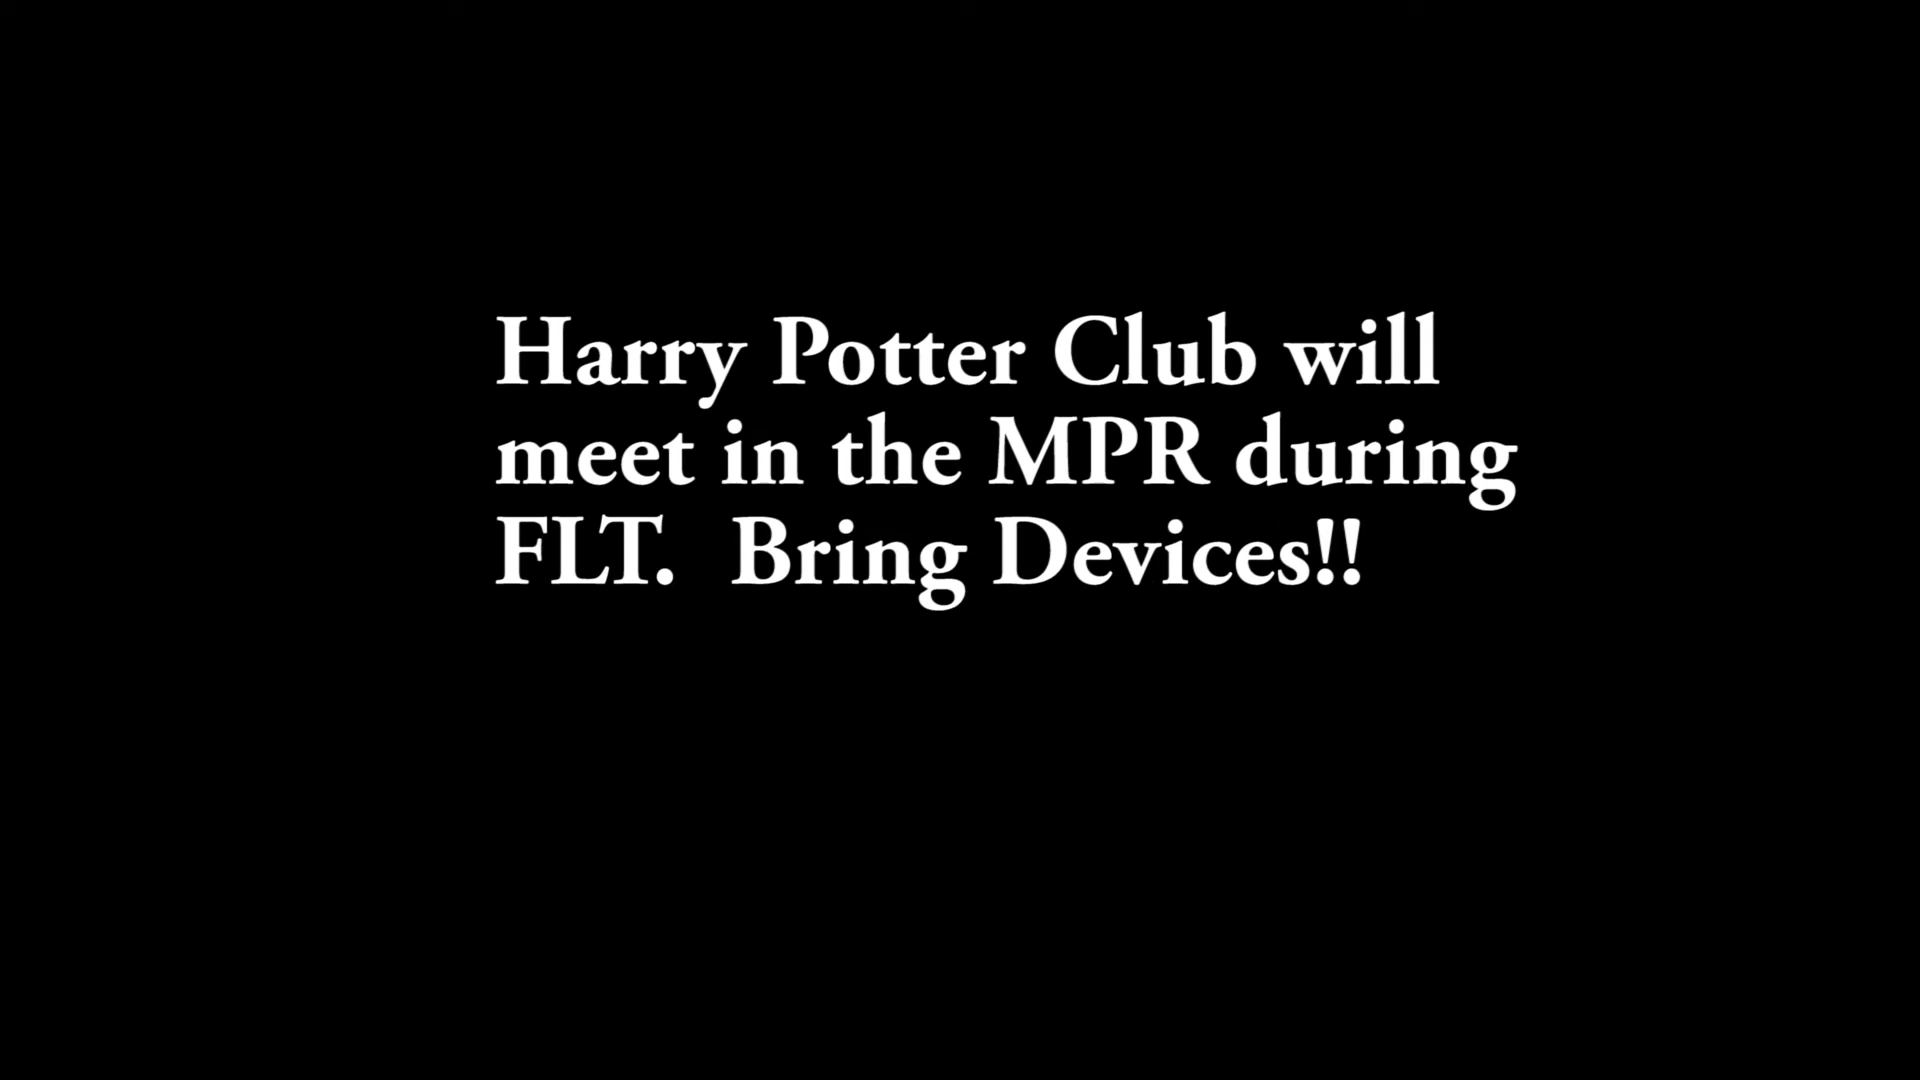 Harry Potter Club will
meet in the MPR during
FLT.  Bring Devices!!